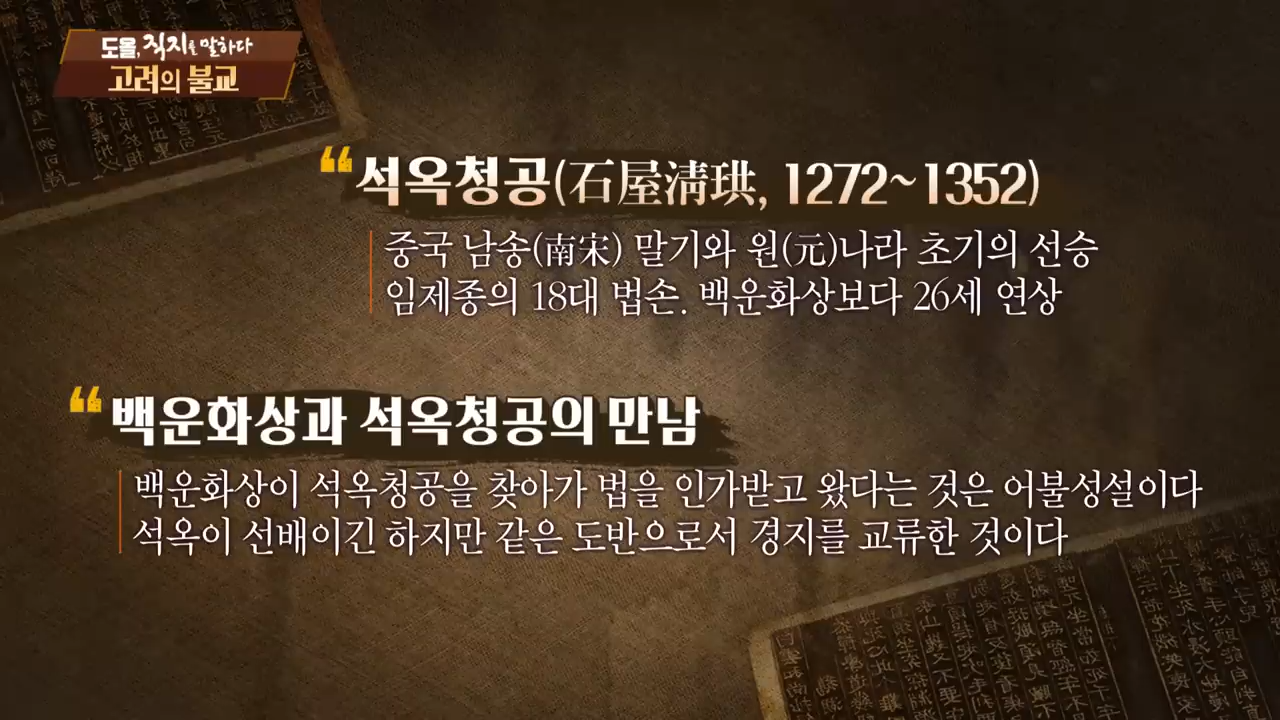 도올, 직지를 말하다
고려의 불교
석옥청공(石屋淸珙, 1272~1352)
중국 남송(南宋) 말기와 원(元)나라 초기의 선승
임제종의 18대 법손. 백운화상보다 26세 연상
백운화상과 석옥청공의 만남
백운화상이 석옥청공을 찾아가 법을 인가받고 왔다는 것은 어불성설이다
석옥이 선배이긴 하지만 같은 도반으로서 경지를 교류한 것이다